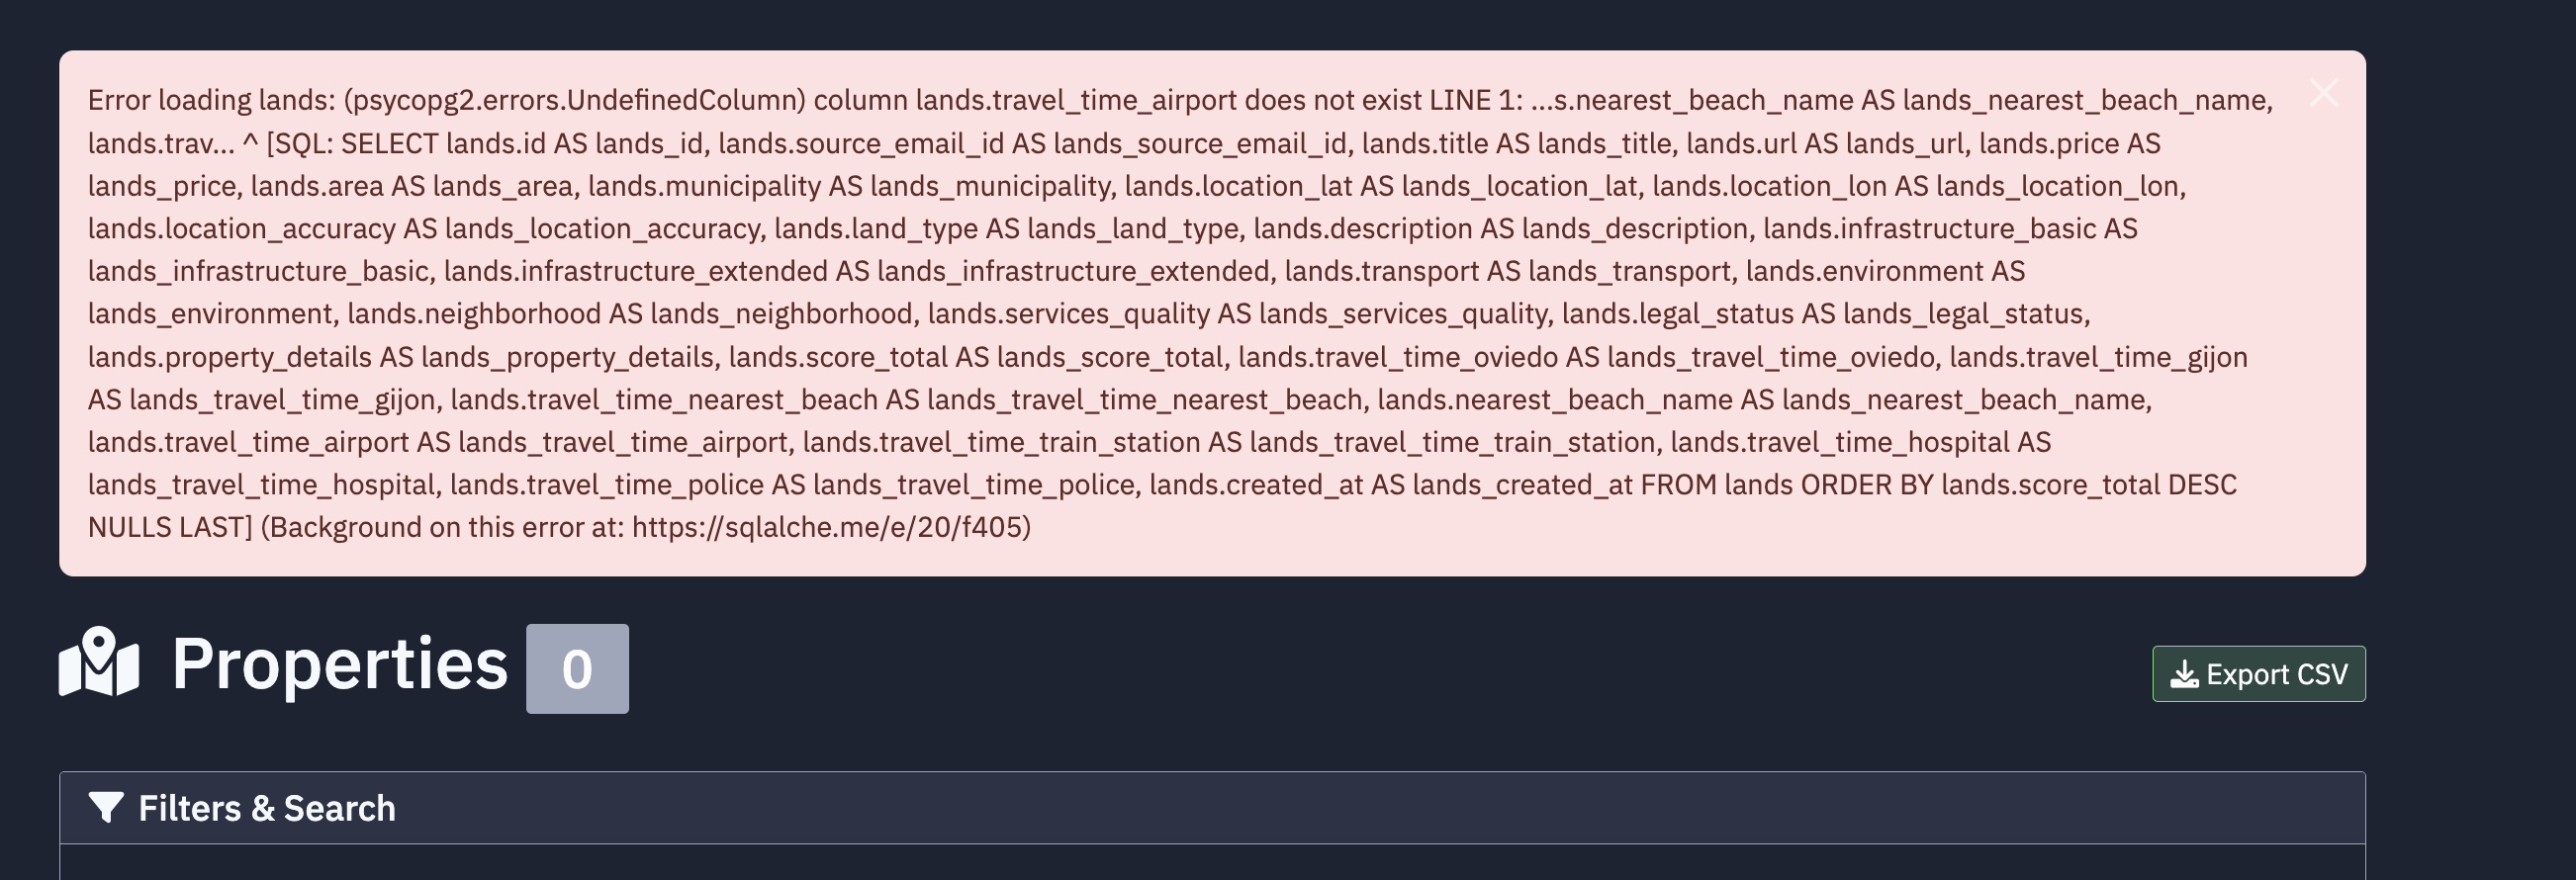 Error loading lands: (psycopg2.errors.UndefinedColumn) column lands.travel_time_airport does not exist LINE 1: ...s.nearest_beach_name AS lands_nearest_beach_name,
lands.trav... ^ [SQL: SELECT lands.id AS lands_id, lands.source_email_id AS lands_source_email_id, lands.title AS lands_title, lands.url AS lands_url, lands.price AS
lands_price, lands.area AS lands_area, lands.municipality AS lands_municipality, lands.location_lat AS lands_location_lat, lands.location_lon AS lands_location_lon,
lands.location_accuracy AS lands_location_accuracy, lands.land_type AS lands_land_type, lands.description AS lands_description, lands.infrastructure_basic AS
lands_infrastructure_basic, lands.infrastructure_extended AS lands_infrastructure_extended, lands.transport AS lands_transport, lands.environment AS
lands_environment, lands.neighborhood AS lands_neighborhood, lands.services_quality AS lands_services_quality, lands.legal_status AS lands_legal_status,
lands.property_details AS lands_property_details, lands.score_total AS lands_score_total, lands.travel_time_oviedo AS lands_travel_time_oviedo, lands.travel_time_gijon
AS lands_travel_time_gijon, lands.travel_time_nearest_beach AS lands_travel_time_nearest_beach, lands.nearest_beach_name AS lands_nearest_beach_name,
lands.travel_time_airport AS lands_travel_time_airport, lands.travel_time_train_station AS lands_travel_time_train_station, lands.travel_time_hospital AS
lands_travel_time_hospital, lands.travel_time_police AS lands_travel_time_police, lands.created_at AS lands_created_at FROM lands ORDER BY lands.score_total DESC
NULLS LAST] (Background on this error at: https://sqlalche.me/e/20/f405)
Properties 0
Export CSV
Filters & Search